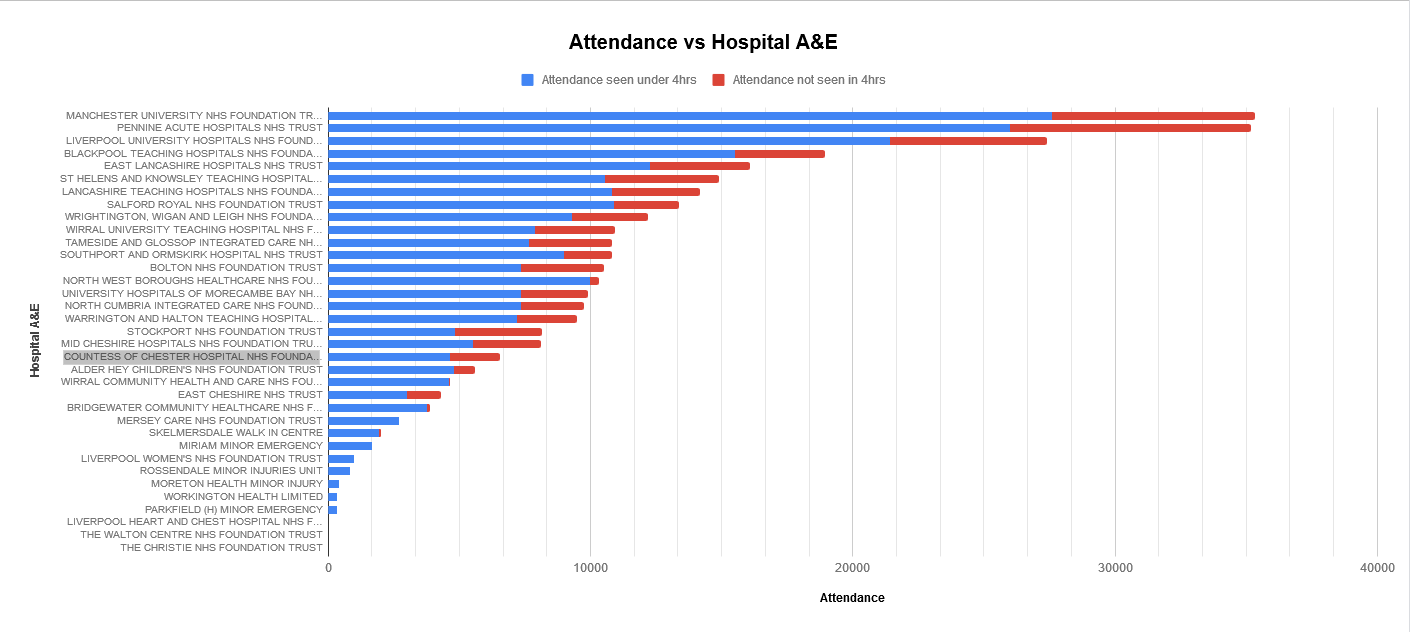 Attendance vs Hospital A&E
Attendance seen under 4hrs
Attendance not seen in 4hrs
Hospital A&E
MANCHESTER UNIVERSITY NHS FOUNDATION TR...
PENNINE ACUTE HOSPITALS NHS TRUST
LIVERPOOL UNIVERSITY HOSPITALS NHS FOUND...
BLACKPOOL TEACHING HOSPITALS NHS FOUNDA...
EAST LANCASHIRE HOSPITALS NHS TRUST
ST HELENS AND KNOWSLEY TEACHING HOSPITAL...
LANCASHIRE TEACHING HOSPITALS NHS FOUNDA...
SALFORD ROYAL NHS FOUNDATION TRUST
WRIGHTINGTON, WIGAN AND LEIGH NHS FOUNDA...
WIRRAL UNIVERSITY TEACHING HOSPITAL NHS F...
TAMESIDE AND GLOSSOP INTEGRATED CARE NH...
SOUTHPORT AND ORMSKIRK HOSPITAL NHS TRUST
BOLTON NHS FOUNDATION TRUST
NORTH WEST BOROUGHS HEALTHCARE NHS FOU...
UNIVERSITY HOSPITALS OF MORECAMBE BAY NH...
NORTH CUMBRIA INTEGRATED CARE NHS FOUND...
WARRINGTON AND HALTON TEACHING HOSPITAL...
STOCKPORT NHS FOUNDATION TRUST
MID CHESHIRE HOSPITALS NHS FOUNDATION TRU...
COUNTESS OF CHESTER HOSPITAL NHS FOUNDA...
ALDER HEY CHILDREN'S NHS FOUNDATION TRUST
WIRRAL COMMUNITY HEALTH AND CARE NHS FOU...
EAST CHESHIRE NHS TRUST
BRIDGEWATER COMMUNITY HEALTHCARE NHS F...
MERSEY CARE NHS FOUNDATION TRUST
SKELMERSDALE WALK IN CENTRE
MIRIAM MINOR EMERGENCY
LIVERPOOL WOMEN'S NHS FOUNDATION TRUST
ROSSENDALE MINOR INJURIES UNIT
MORETON HEALTH MINOR INJURY
WORKINGTON HEALTH LIMITED
PARKFIELD (H) MINOR EMERGENCY
LIVERPOOL HEART AND CHEST HOSPITAL NHS F...
THE WALTON CENTRE NHS FOUNDATION TRUST
THE CHRISTIE NHS FOUNDATION TRUST
0 10000 20000 30000 40000
Attendance